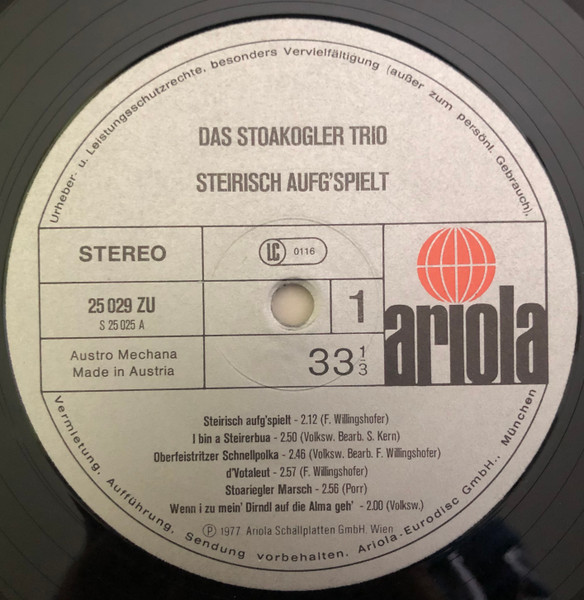 Urheber- u. Leistungsschutzrechte, besonders Vervielfältigung (außer zum persönl. Gebrauch),
DAS STOAKOGLER TRIO
STEIRISCH AUFG'SPIELT
STEREO
LC 0116
25 029 ZU
S 25 025 A
1
Austro Mechana
Made in Austria
33 1/3
ariola
Steirisch aufg'spielt - 2.12 (F. Willingshofer)
I bin a Steirerbua - 2.50 (Volksw. Bearb. S. Kern)
Oberfeistritzer Schnellpolka - 2.46 (Volksw. Bearb. F. Willingshofer)
d'Votaleut - 2.57 (F. Willingshofer)
Stoariegler Marsch - 2.56 (Porr)
Wenn i zu mein' Dirndl auf die Alma geh' - 2.00 (Volksw.)
Ⓟ 1977 Ariola Schallplatten GmbH. Wien
Vermietung, Aufführung, Sendung vorbehalten. Ariola-Eurodisc GmbH., München